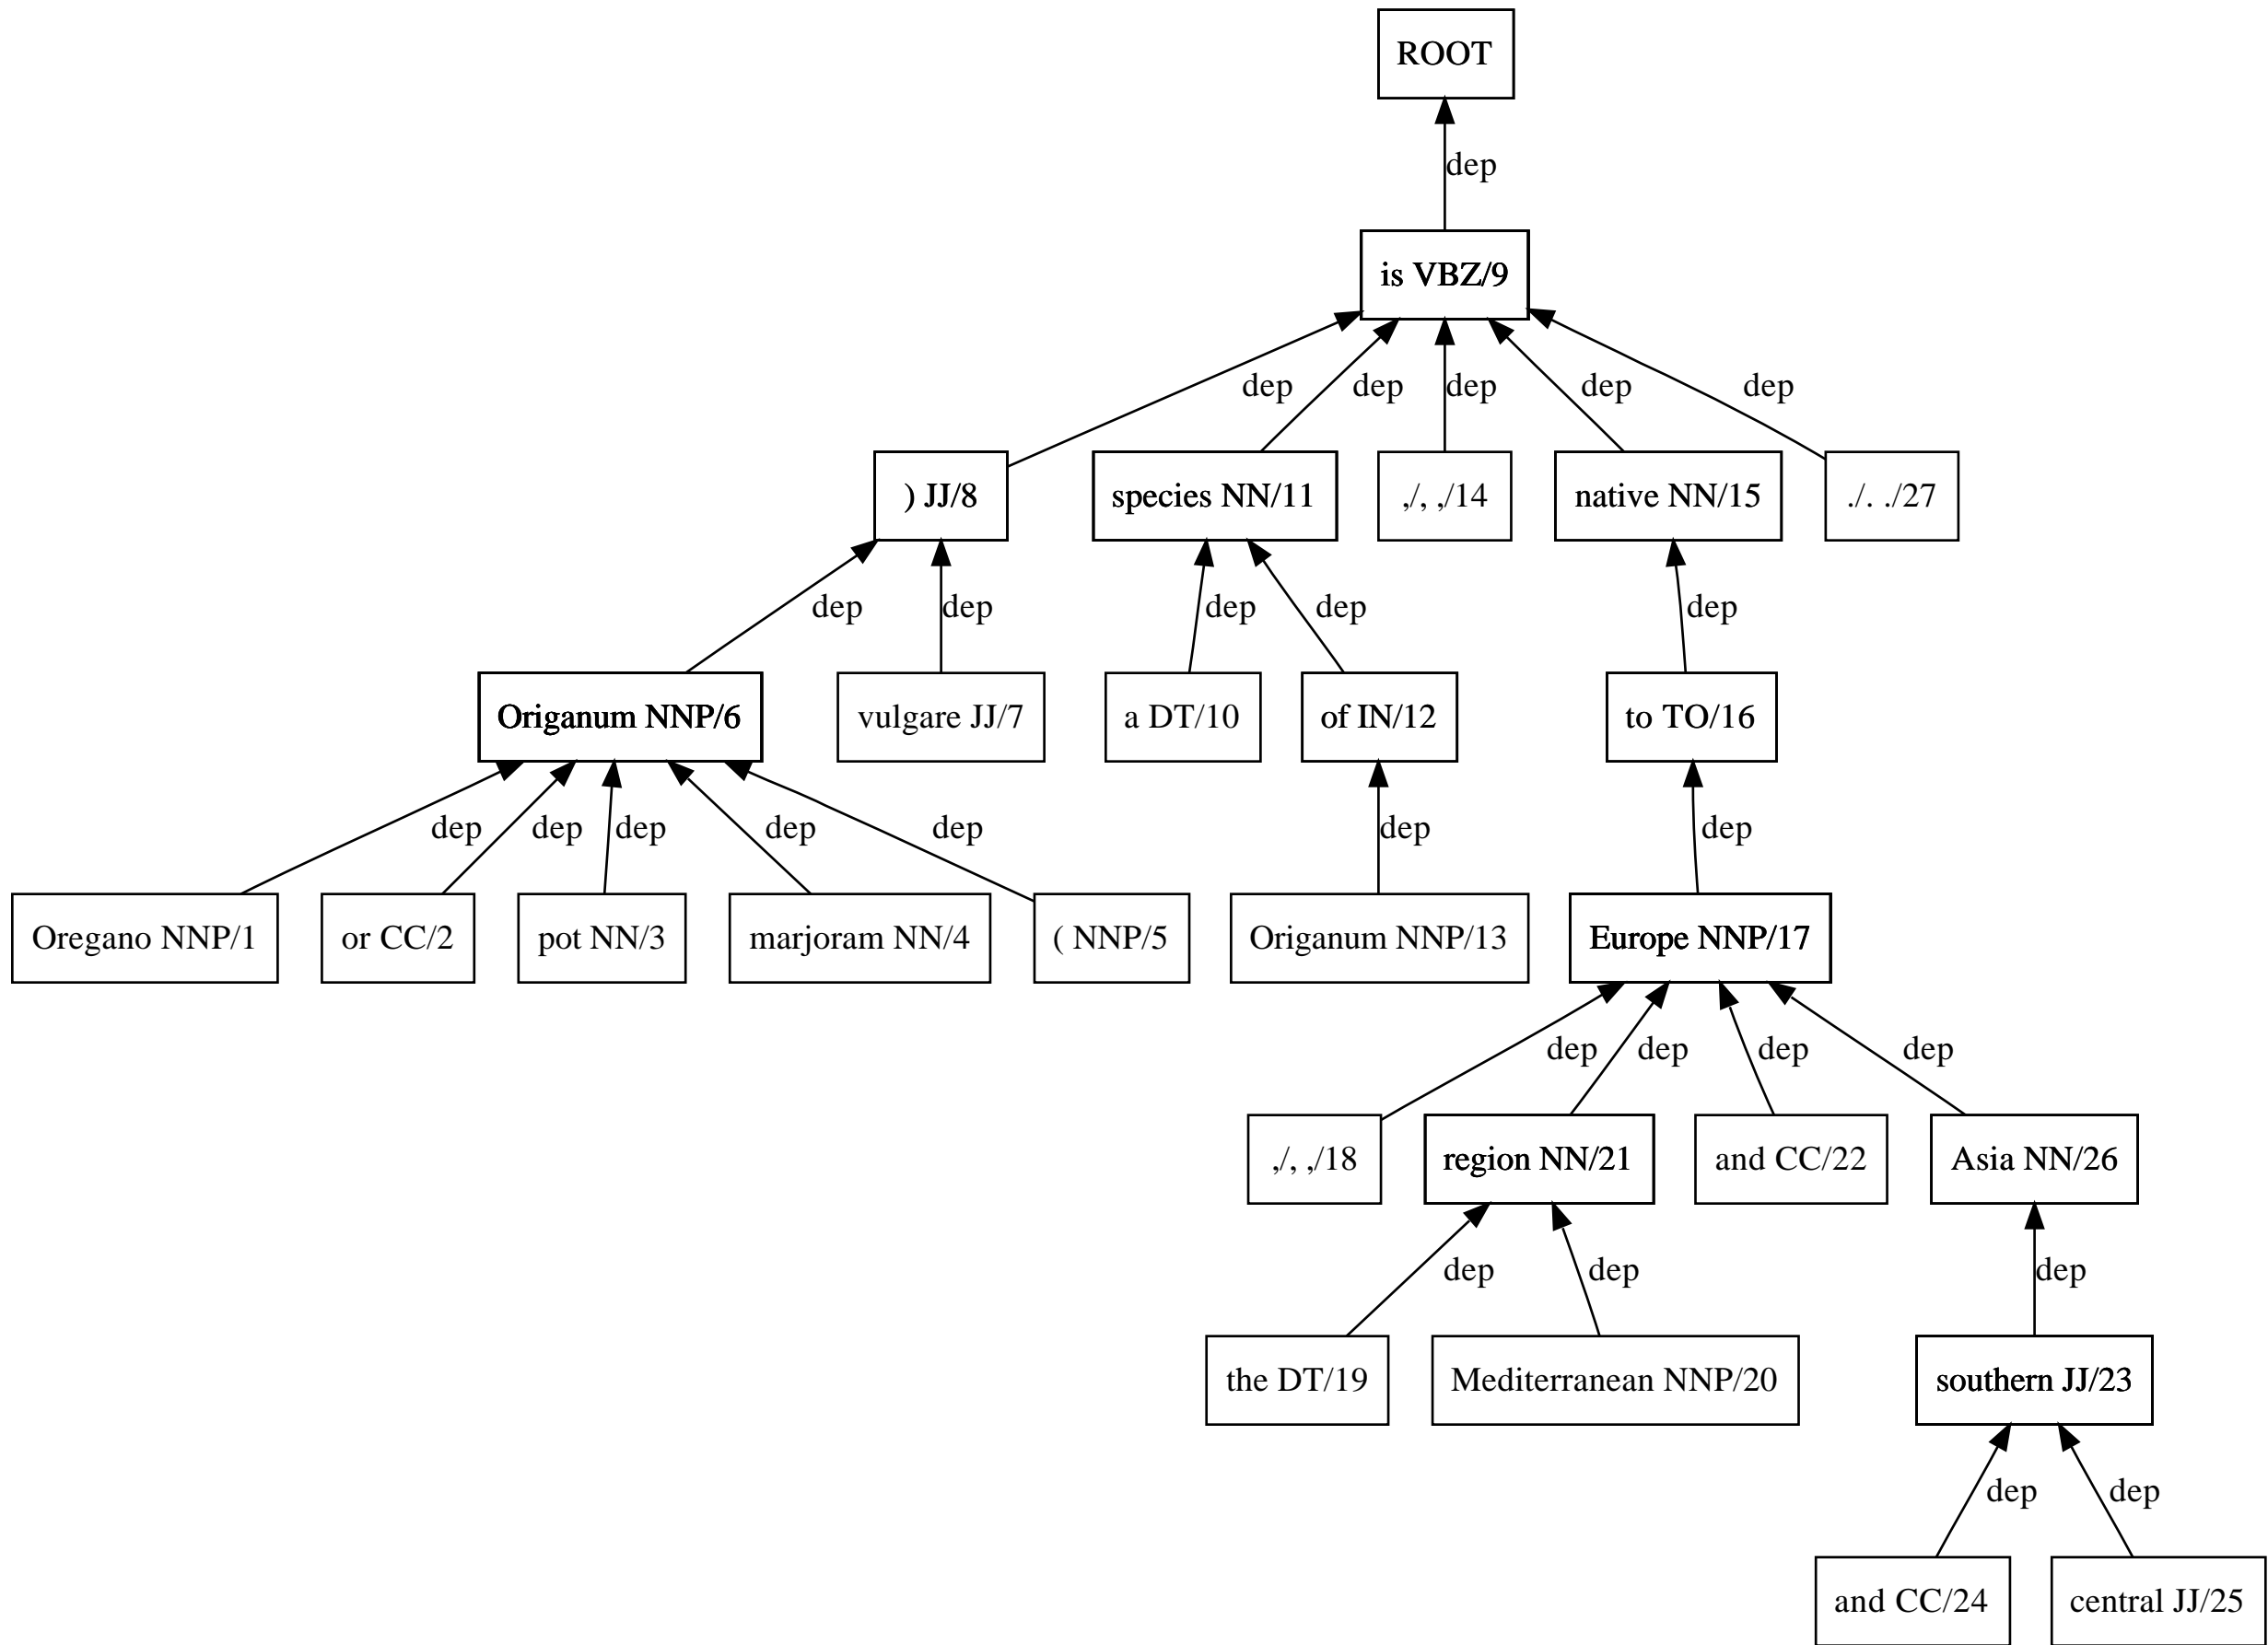 ROOT
dep
is VBZ/9
dep dep dep dep dep
) JJ/8 species NN/11 ,/, ,/14 native NN/15 ./. ./27
dep dep dep dep dep
Origanum NNP/6 vulgare JJ/7 a DT/10 of IN/12 to TO/16
dep dep dep dep dep dep dep
Oregano NNP/1 or CC/2 pot NN/3 marjoram NN/4 ( NNP/5 Origanum NNP/13 Europe NNP/17
dep dep dep dep
,/, ,/18 region NN/21 and CC/22 Asia NN/26
dep dep dep
the DT/19 Mediterranean NNP/20 southern JJ/23
dep dep
and CC/24 central JJ/25